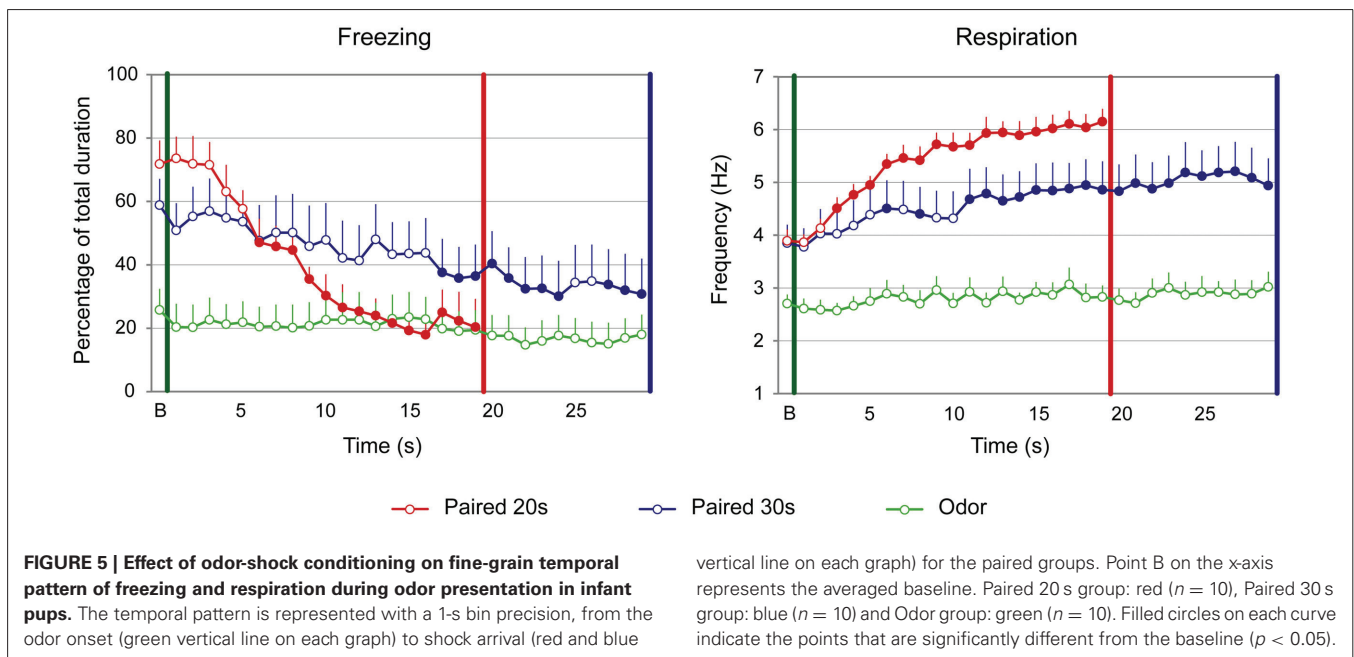 Freezing
Percentage of total duration
100
80
60
40
20
0
B 5 10 15 20 25
Time (s)
Respiration
Frequency (Hz)
7
6
5
4
3
2
1
B 5 10 15 20 25
Time (s)
Paired 20s Paired 30s Odor
FIGURE 5 | Effect of odor-shock conditioning on fine-grain temporal
pattern of freezing and respiration during odor presentation in infant
pups. The temporal pattern is represented with a 1-s bin precision, from the
odor onset (green vertical line on each graph) to shock arrival (red and blue
vertical line on each graph) for the paired groups. Point B on the x-axis
represents the averaged baseline. Paired 20 s group: red (n = 10), Paired 30 s
group: blue (n = 10) and Odor group: green (n = 10). Filled circles on each curve
indicate the points that are significantly different from the baseline (p < 0.05).